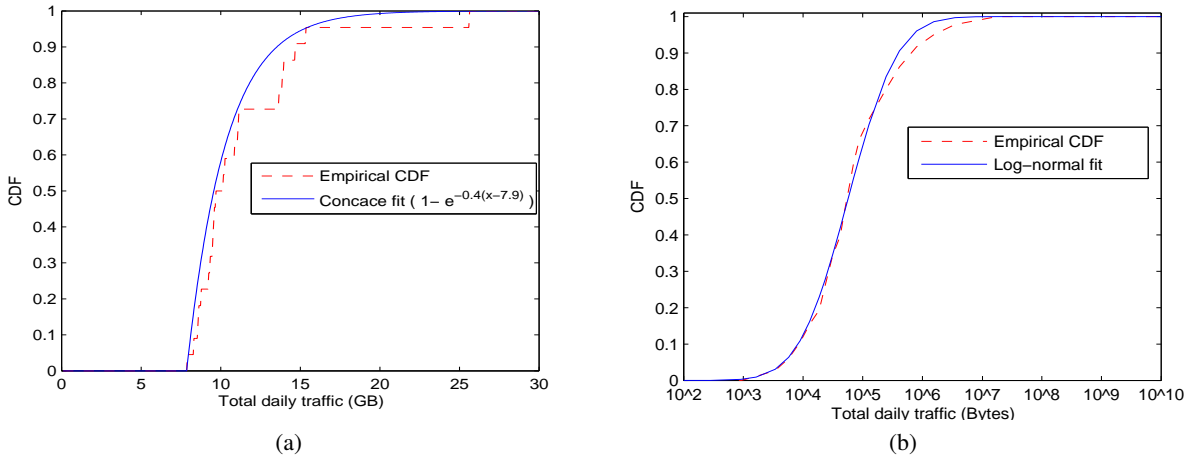 1
0.9
0.8
0.7
0.6
0.5
0.4
0.3
0.2
0.1
0
CDF
0 5 10 15 20 25 30
Total daily traffic (GB)
Empirical CDF
Concace fit ( 1− e^−0.4(x−7.9))
(a)
1
0.9
0.8
0.7
0.6
0.5
0.4
0.3
0.2
0.1
0
CDF
10^2 10^3 10^4 10^5 10^6 10^7 10^8 10^9 10^10
Total daily traffic (Bytes)
Empirical CDF
Log−normal fit
(b)